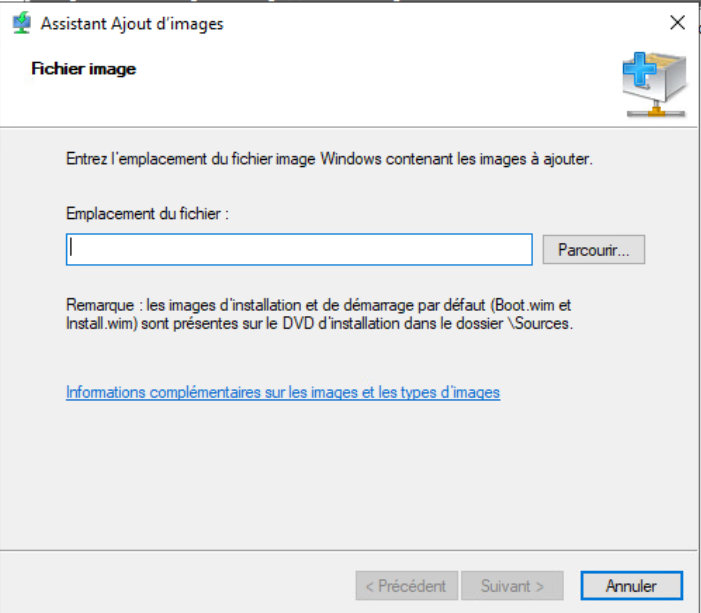 Assistant Ajout d'images
Fichier image
Entrez l'emplacement du fichier image Windows contenant les images à ajouter.
Emplacement du fichier :
Parcourir...
Remarque : les images d'installation et de démarrage par défaut (Boot.wim et
Install.wim) sont présentes sur le DVD d'installation dans le dossier \Sources.
Informations complémentaires sur les images et les types d'images
< Précédent
Suivant >
Annuler